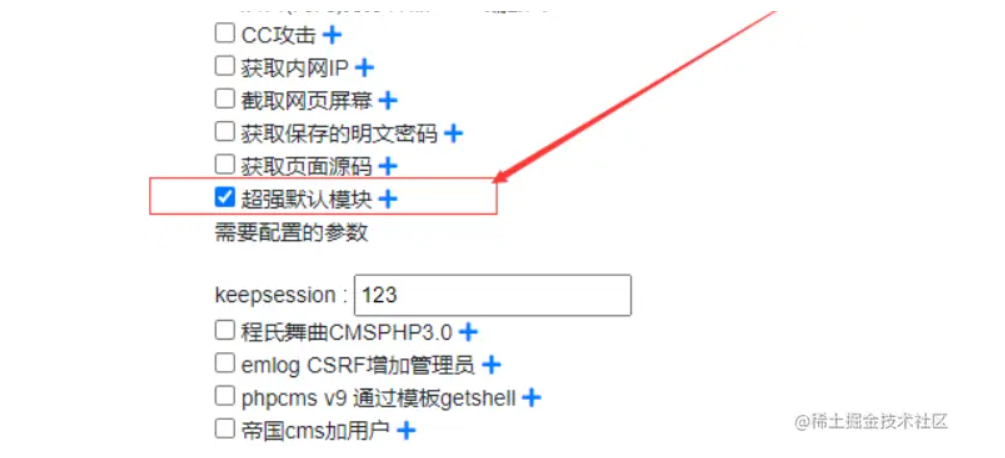 CC攻击
获取内网IP
截取网页屏幕
获取保存的明文密码
获取页面源码
超强默认模块
需要配置的参数
keepsession : 123
程氏舞曲CMSPHP3.0
emlog CSRF增加管理员
phpcms v9 通过模板getshell
帝国cms加用户
@稀土掘金技术社区